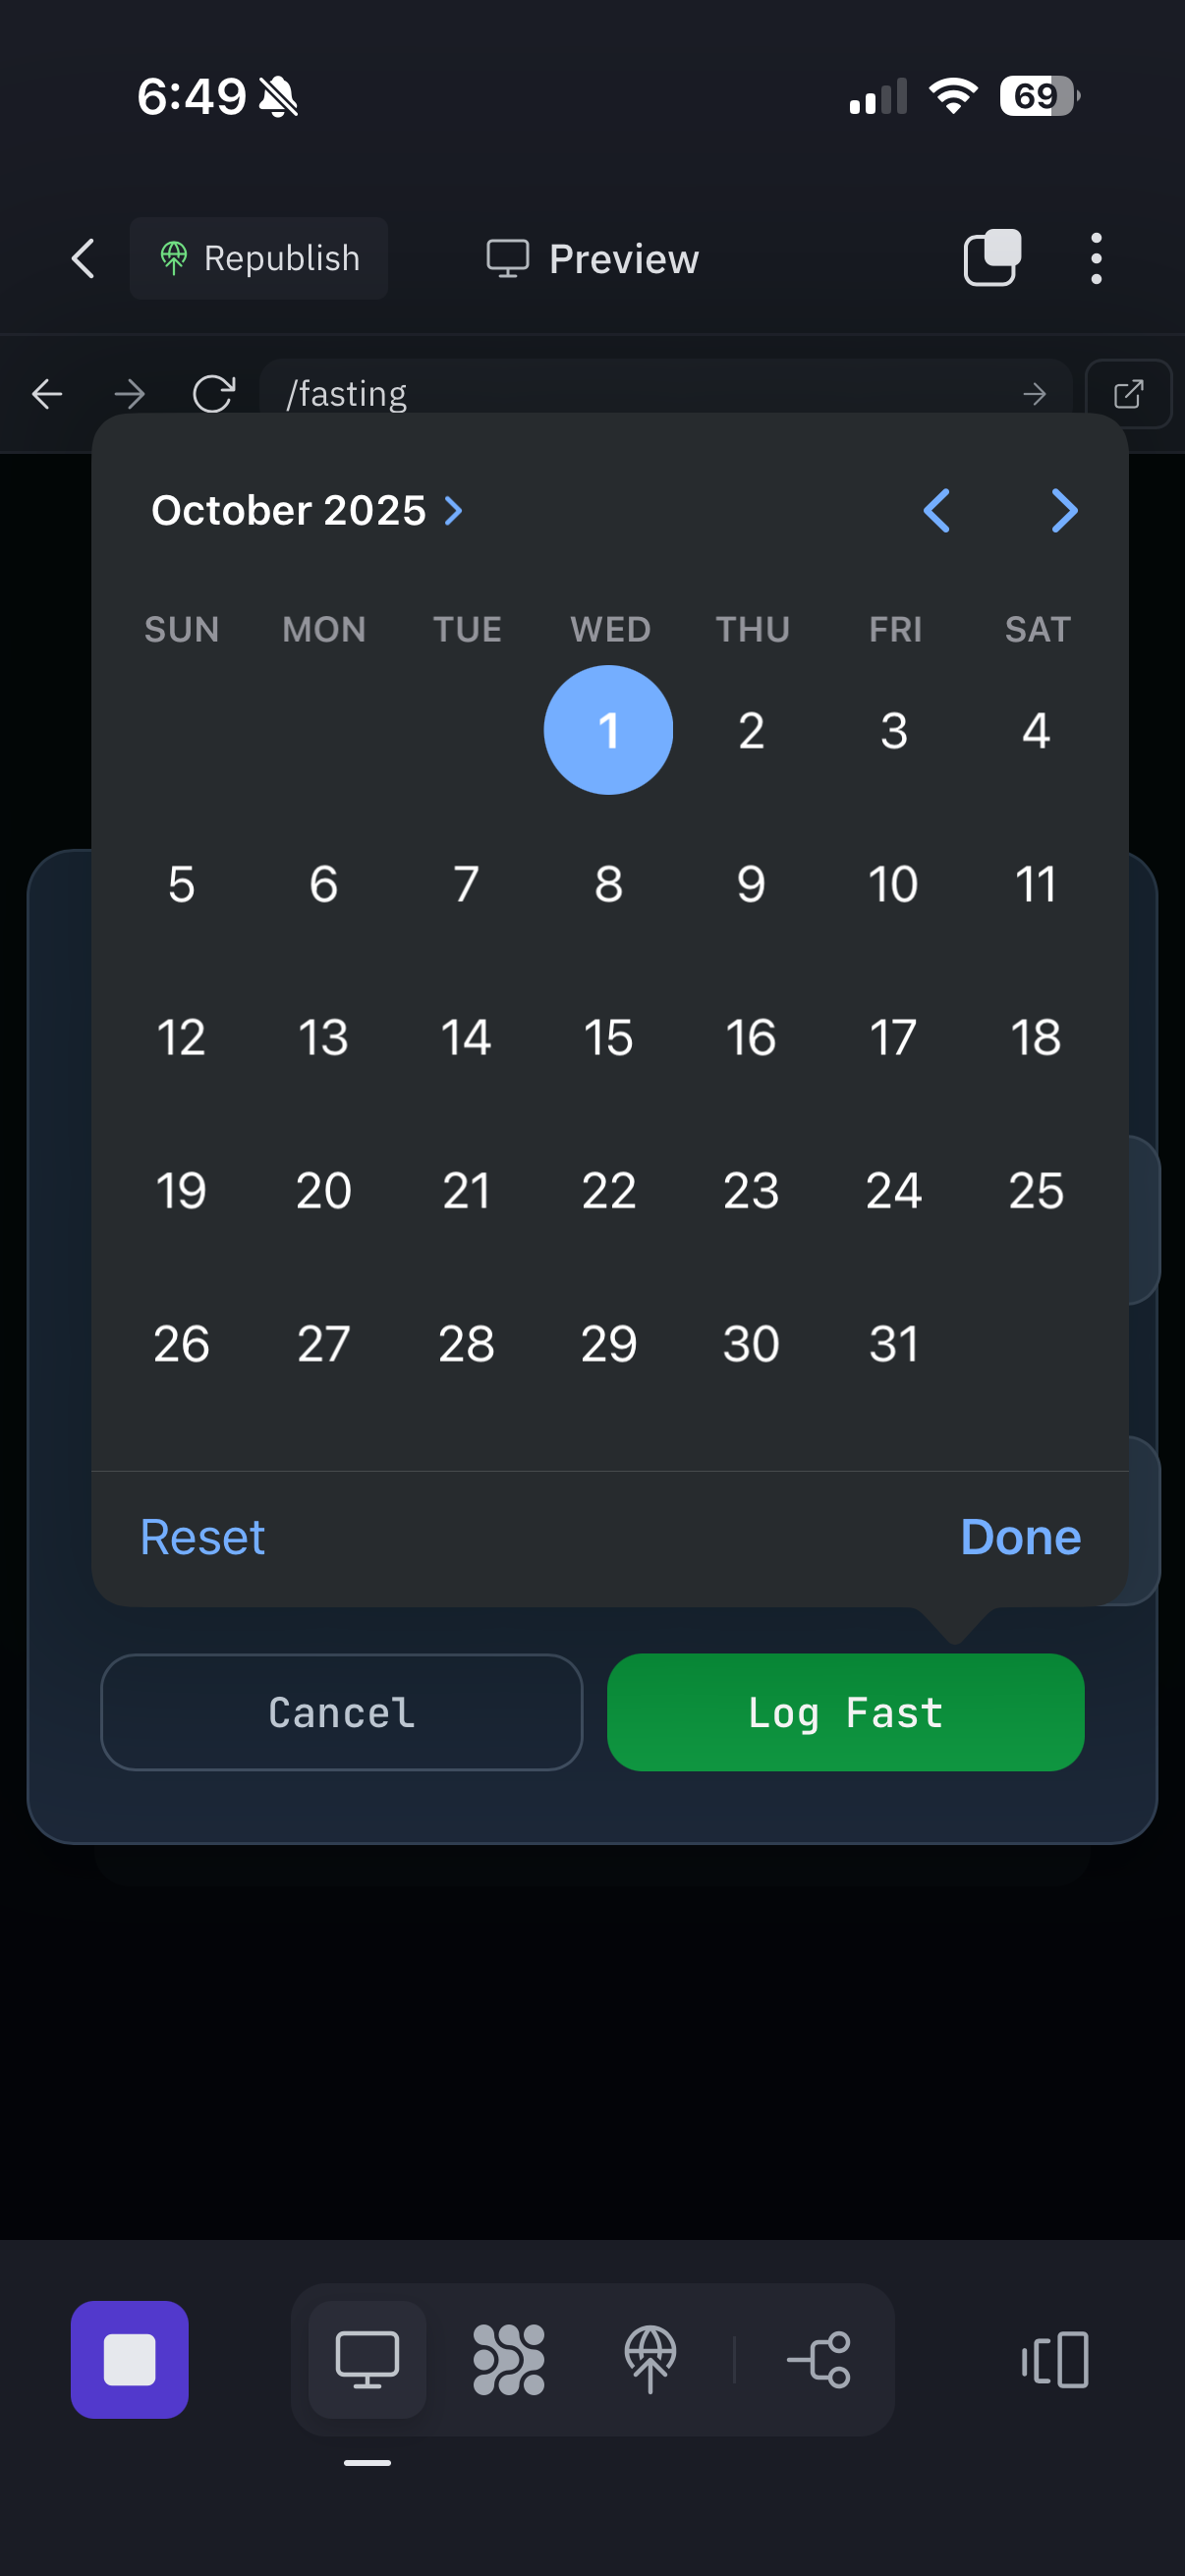 6:49
69
Republish
Preview
/fasting
October 2025
SUN MON TUE WED THU FRI SAT
1 2 3 4
5 6 7 8 9 10 11
12 13 14 15 16 17 18
19 20 21 22 23 24 25
26 27 28 29 30 31
Reset Done
Cancel Log Fast